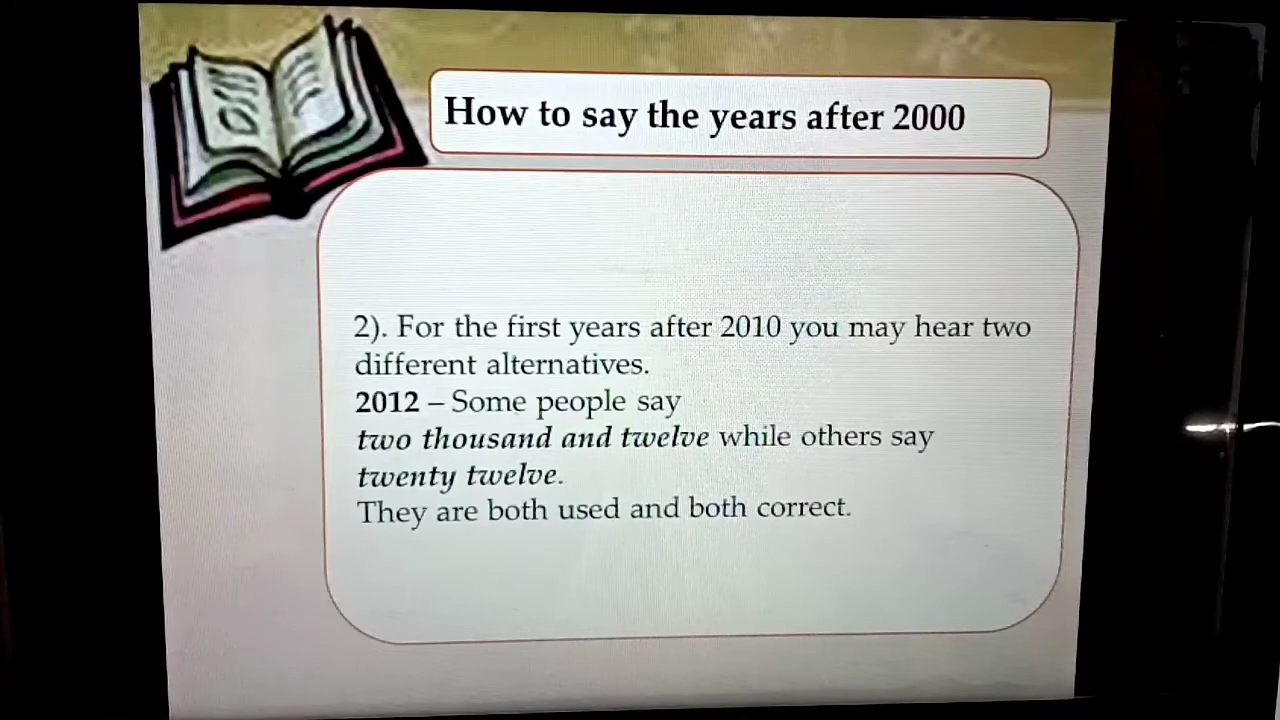 How to say the years after 2000
2). For the first years after 2010 you may hear two
different alternatives.
2012 – Some people say
two thousand and twelve while others say
twenty twelve.
They are both used and both correct.